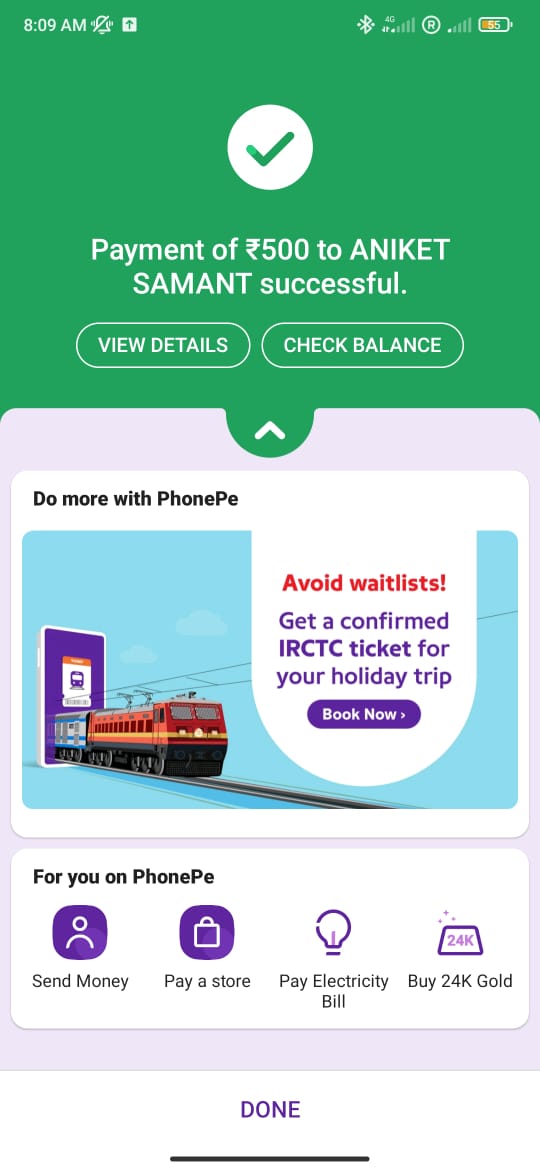 8:09 AM
4G
R
55
Payment of ₹500 to ANIKET
SAMANT successful.
VIEW DETAILS
CHECK BALANCE
Do more with PhonePe
Avoid waitlists!
Get a confirmed
IRCTC ticket for
your holiday trip
Book Now ›
For you on PhonePe
24K
Send Money
Pay a store
Pay Electricity
Bill
Buy 24K Gold
DONE